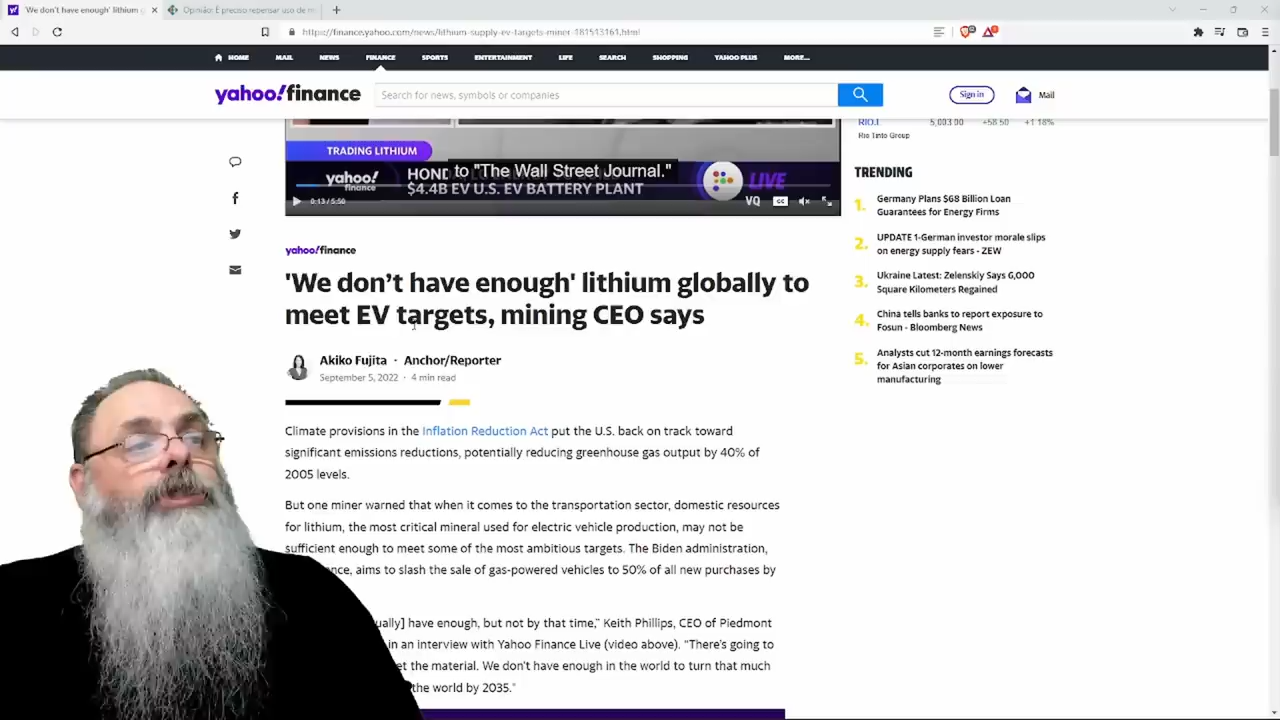 'We don't have enough' lithium g
Opinião: É preciso repensar uso de m
https://finance.yahoo.com/news/lithium-supply-ev-targets-miner-181513161.html
HOME MAIL NEWS FINANCE SPORTS ENTERTAINMENT LIFE SEARCH SHOPPING YAHOO PLUS MORE...
yahoo!finance
Search for news, symbols or companies
Sign in
Mail
TRADING LITHIUM
to "The Wall Street Journal."
yahoo!
finance
HOND
$4.4B EV U.S. EV BATTERY PLANT
LIVE
0:13 / 5:50
VQ
CC
RIO.L 5,003.00 +58.50 +1.18%
Rio Tinto Group
TRENDING
1. Germany Plans $68 Billion Loan
Guarantees for Energy Firms
2. UPDATE 1-German investor morale slips
on energy supply fears - ZEW
3. Ukraine Latest: Zelenskiy Says 6,000
Square Kilometers Regained
4. China tells banks to report exposure to
Fosun - Bloomberg News
5. Analysts cut 12-month earnings forecasts
for Asian corporates on lower
manufacturing
yahoo!finance
'We don't have enough' lithium globally to
meet EV targets, mining CEO says
Akiko Fujita · Anchor/Reporter
September 5, 2022 · 4 min read
Climate provisions in the Inflation Reduction Act put the U.S. back on track toward
significant emissions reductions, potentially reducing greenhouse gas output by 40% of
2005 levels.
But one miner warned that when it comes to the transportation sector, domestic resources
for lithium, the most critical mineral used for electric vehicle production, may not be
sufficient enough to meet some of the most ambitious targets. The Biden administration,
ance, aims to slash the sale of gas-powered vehicles to 50% of all new purchases by
ually] have enough, but not by that time," Keith Phillips, CEO of Piedmont
in an interview with Yahoo Finance Live (video above). "There's going to
et the material. We don't have enough in the world to turn that much
the world by 2035."